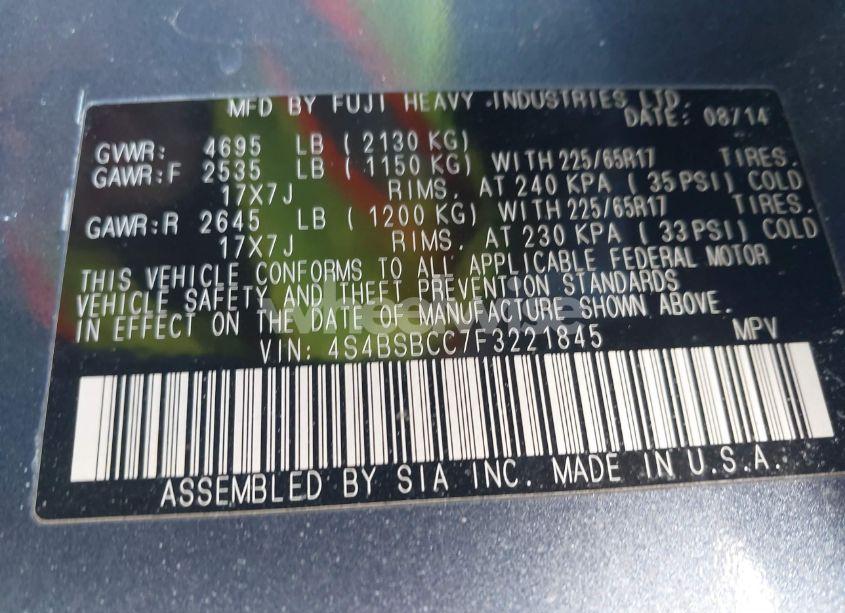 MFD BY FUJI HEAVY INDUSTRIES LTD.
DATE: 08/14
GVWR: 4695 LB ( 2130 KG)
GAWR:F 2535 LB ( 1150 KG) WITH 225/65R17 TIRES.
17X7J RIMS. AT 240 KPA ( 35 PSI) COLD
GAWR:R 2645 LB ( 1200 KG) WITH 225/65R17 TIRES.
17X7J RIMS. AT 230 KPA ( 33 PSI) COLD
THIS VEHICLE CONFORMS TO ALL APPLICABLE FEDERAL MOTOR
VEHICLE SAFETY AND THEFT PREVENTION STANDARDS
IN EFFECT ON THE DATE OF MANUFACTURE SHOWN ABOVE.
VIN: 4S4BSBCC7F3221845 MPV
ASSEMBLED BY SIA INC. MADE IN U.S.A.